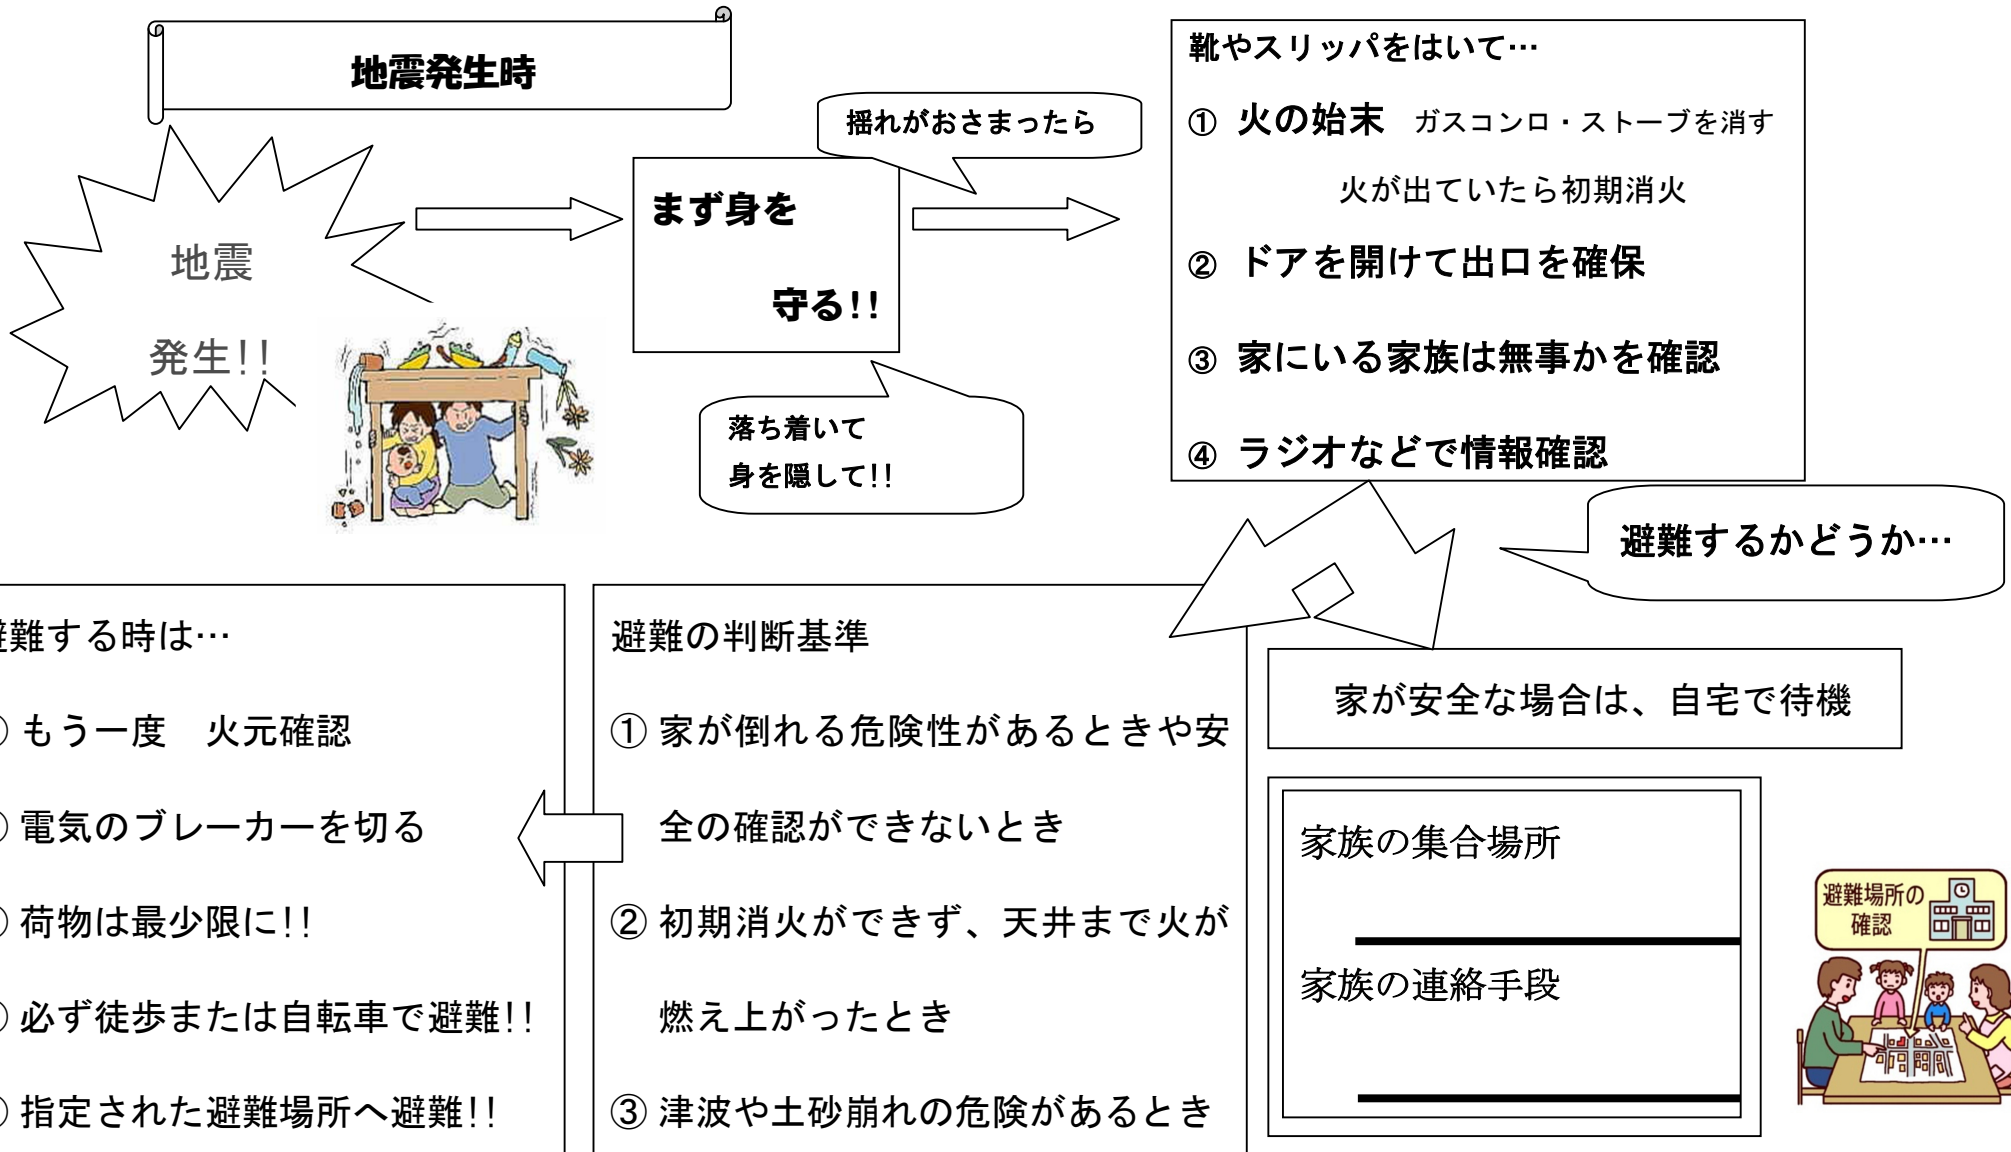 地震発生時
地震
発生!!
まず身を
守る!!
揺れがおさまったら
落ち着いて
身を隠して!!
靴やスリッパをはいて…
① 火の始末　ガスコンロ・ストーブを消す
火が出ていたら初期消火
② ドアを開けて出口を確保
③ 家にいる家族は無事かを確認
④ ラジオなどで情報確認
避難するかどうか…
家が安全な場合は、自宅で待機
避難の判断基準
① 家が倒れる危険性があるときや安
全の確認ができないとき
② 初期消火ができず、天井まで火が
燃え上がったとき
③ 津波や土砂崩れの危険があるとき
難する時は…
もう一度　火元確認
電気のブレーカーを切る
荷物は最少限に!!
必ず徒歩または自転車で避難!!
指定された避難場所へ避難!!
家族の集合場所
家族の連絡手段
避難場所の
確認